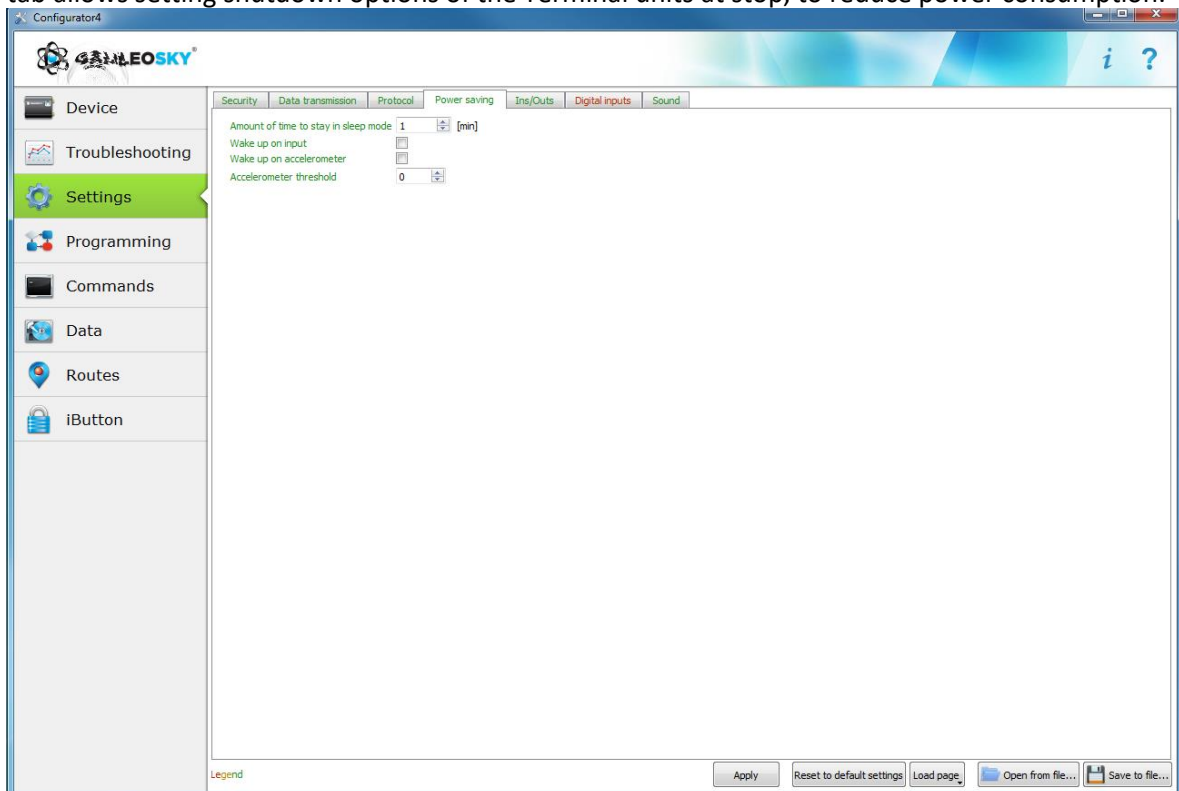 tab allows setting shutdown options of the Terminal units at stop, to reduce power consumption.
Configurator4
GALILEOSKY®
i ?
Device
Troubleshooting
Settings
Programming
Commands
Data
Routes
iButton
Security Data transmission Protocol Power saving Ins/Outs Digital inputs Sound
Amount of time to stay in sleep mode 1 [min]
Wake up on input
Wake up on accelerometer
Accelerometer threshold 0
Legend
Apply Reset to default settings Load page Open from file... Save to file...